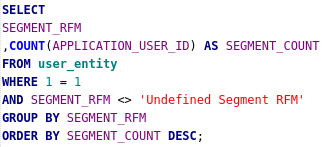 SELECT
SEGMENT_RFM
,COUNT(APPLICATION_USER_ID) AS SEGMENT_COUNT
FROM user_entity
WHERE 1 = 1
AND SEGMENT_RFM <> 'Undefined Segment RFM'
GROUP BY SEGMENT_RFM
ORDER BY SEGMENT_COUNT DESC;